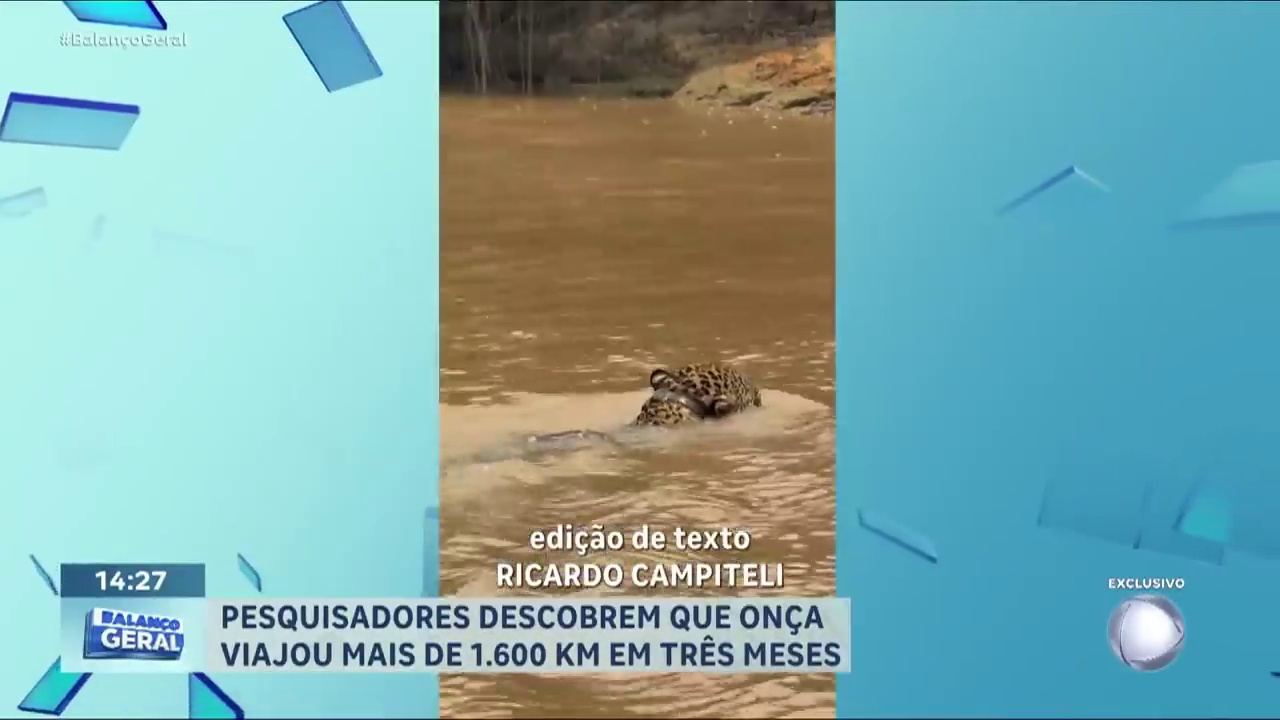 #BalançoGeral
edição de texto
RICARDO CAMPITELI
14:27
BALANÇO
GERAL
PESQUISADORES DESCOBREM QUE ONÇA
VIAJOU MAIS DE 1.600 KM EM TRÊS MESES
EXCLUSIVO